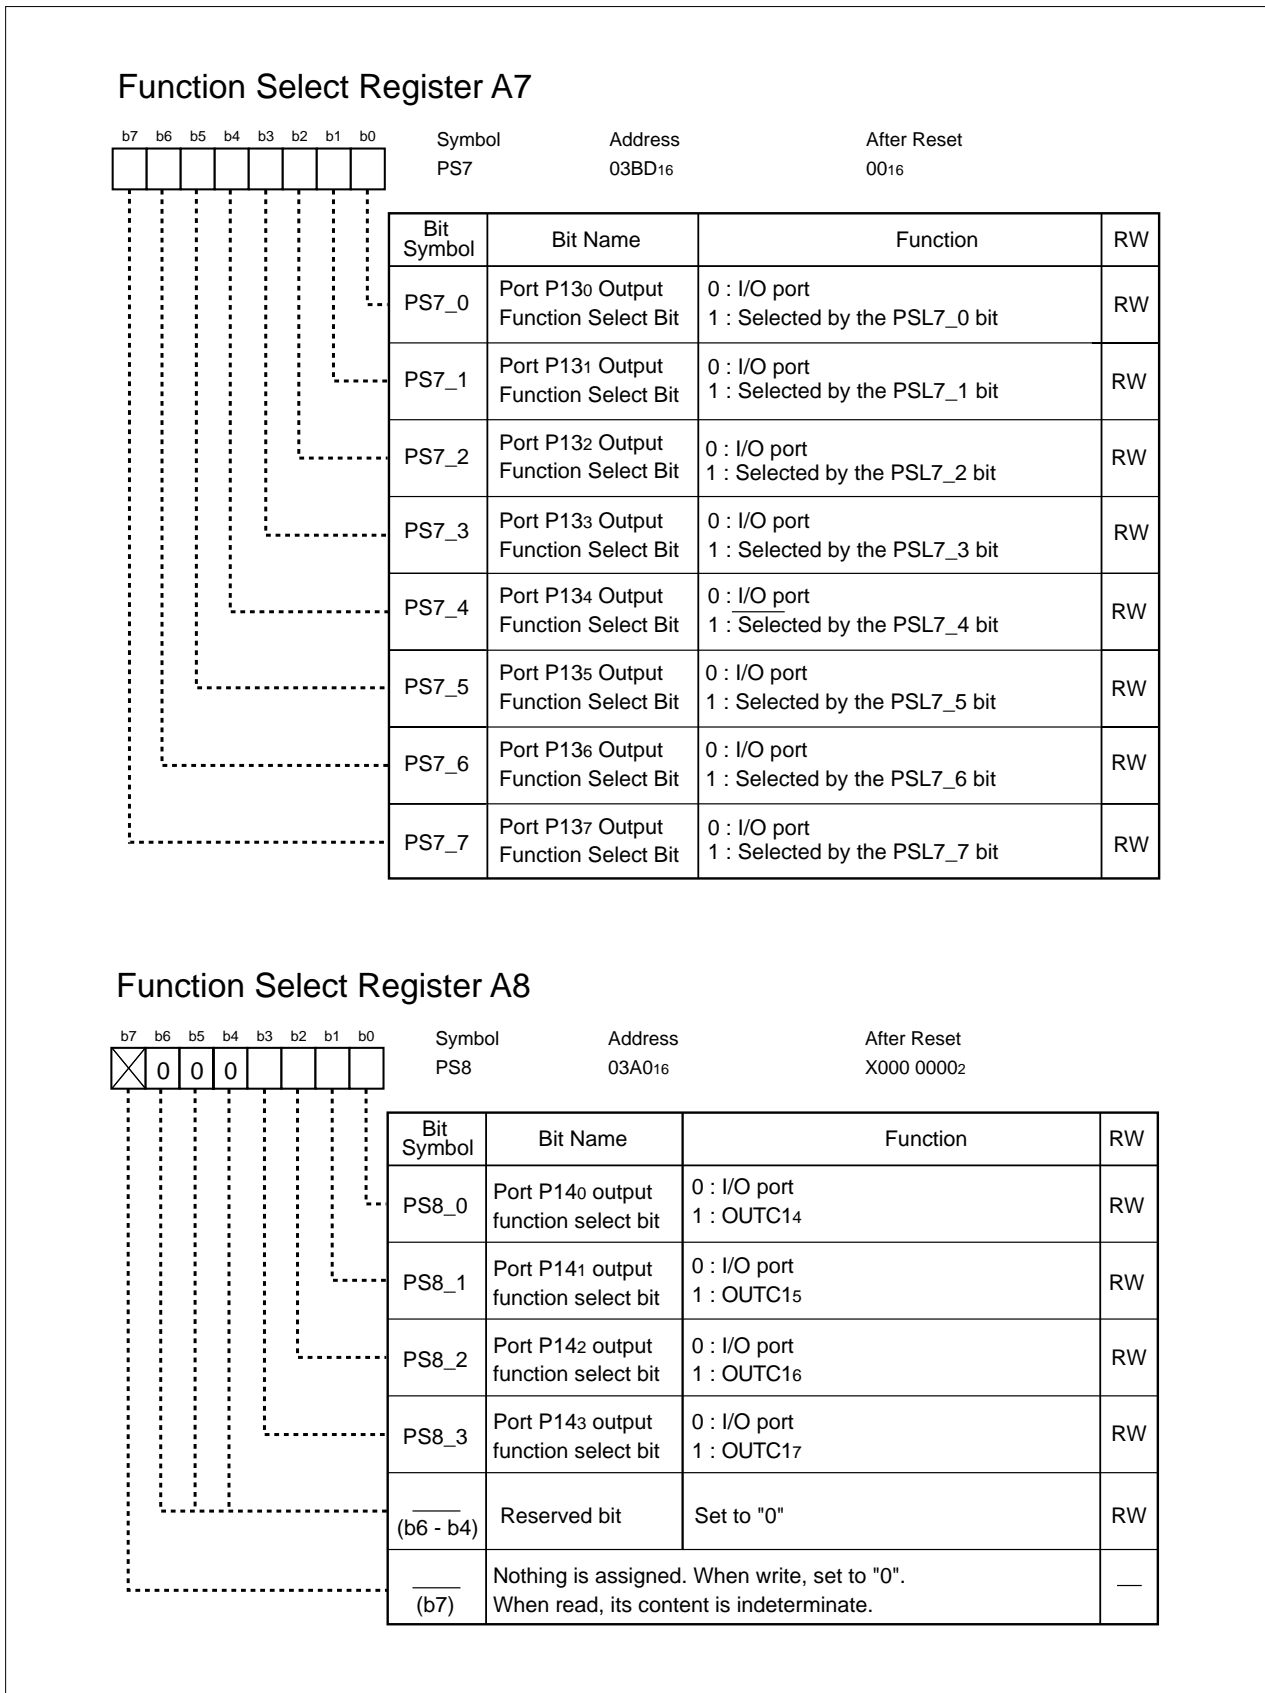 Function Select Register A7
b7 b6 b5 b4 b3 b2 b1 b0
Symbol Address After Reset
PS7 03BD16 0016
Bit Symbol Bit Name Function RW
PS7_0 Port P130 Output Function Select Bit 0 : I/O port 1 : Selected by the PSL7_0 bit RW
PS7_1 Port P131 Output Function Select Bit 0 : I/O port 1 : Selected by the PSL7_1 bit RW
PS7_2 Port P132 Output Function Select Bit 0 : I/O port 1 : Selected by the PSL7_2 bit RW
PS7_3 Port P133 Output Function Select Bit 0 : I/O port 1 : Selected by the PSL7_3 bit RW
PS7_4 Port P134 Output Function Select Bit 0 : I/O port 1 : Selected by the PSL7_4 bit RW
PS7_5 Port P135 Output Function Select Bit 0 : I/O port 1 : Selected by the PSL7_5 bit RW
PS7_6 Port P136 Output Function Select Bit 0 : I/O port 1 : Selected by the PSL7_6 bit RW
PS7_7 Port P137 Output Function Select Bit 0 : I/O port 1 : Selected by the PSL7_7 bit RW
Function Select Register A8
b7 b6 b5 b4 b3 b2 b1 b0
Symbol Address After Reset
PS8 03A016 X000 00002
0 0 0
Bit Symbol Bit Name Function RW
PS8_0 Port P140 output function select bit 0 : I/O port 1 : OUTC14 RW
PS8_1 Port P141 output function select bit 0 : I/O port 1 : OUTC15 RW
PS8_2 Port P142 output function select bit 0 : I/O port 1 : OUTC16 RW
PS8_3 Port P143 output function select bit 0 : I/O port 1 : OUTC17 RW
(b6 - b4) Reserved bit Set to "0" RW
(b7) Nothing is assigned. When write, set to "0". When read, its content is indeterminate. —